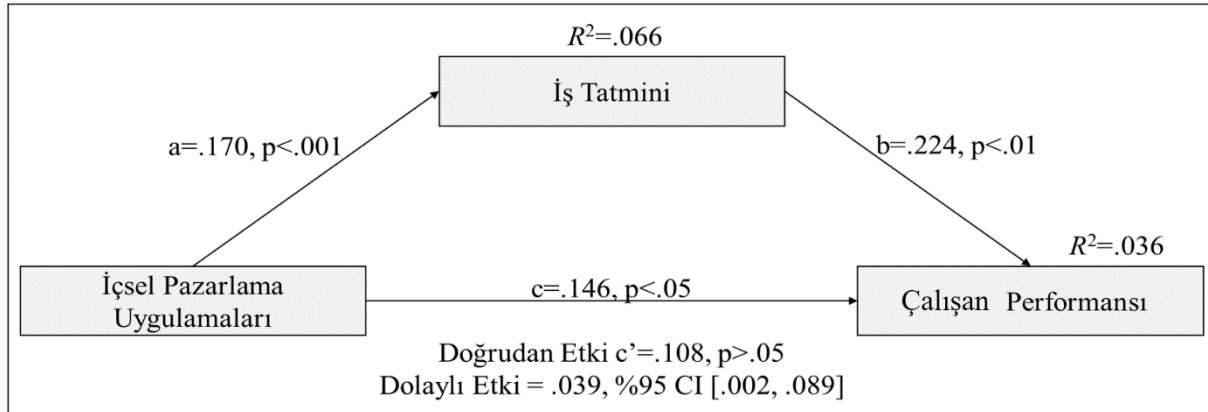 R²=.066
İş Tatmini
a=.170, p<.001
b=.224, p<.01
R²=.036
İçsel Pazarlama
Uygulamaları
c=.146, p<.05
Çalışan Performansı
Doğrudan Etki c’=.108, p>.05
Dolaylı Etki = .039, %95 CI [.002, .089]